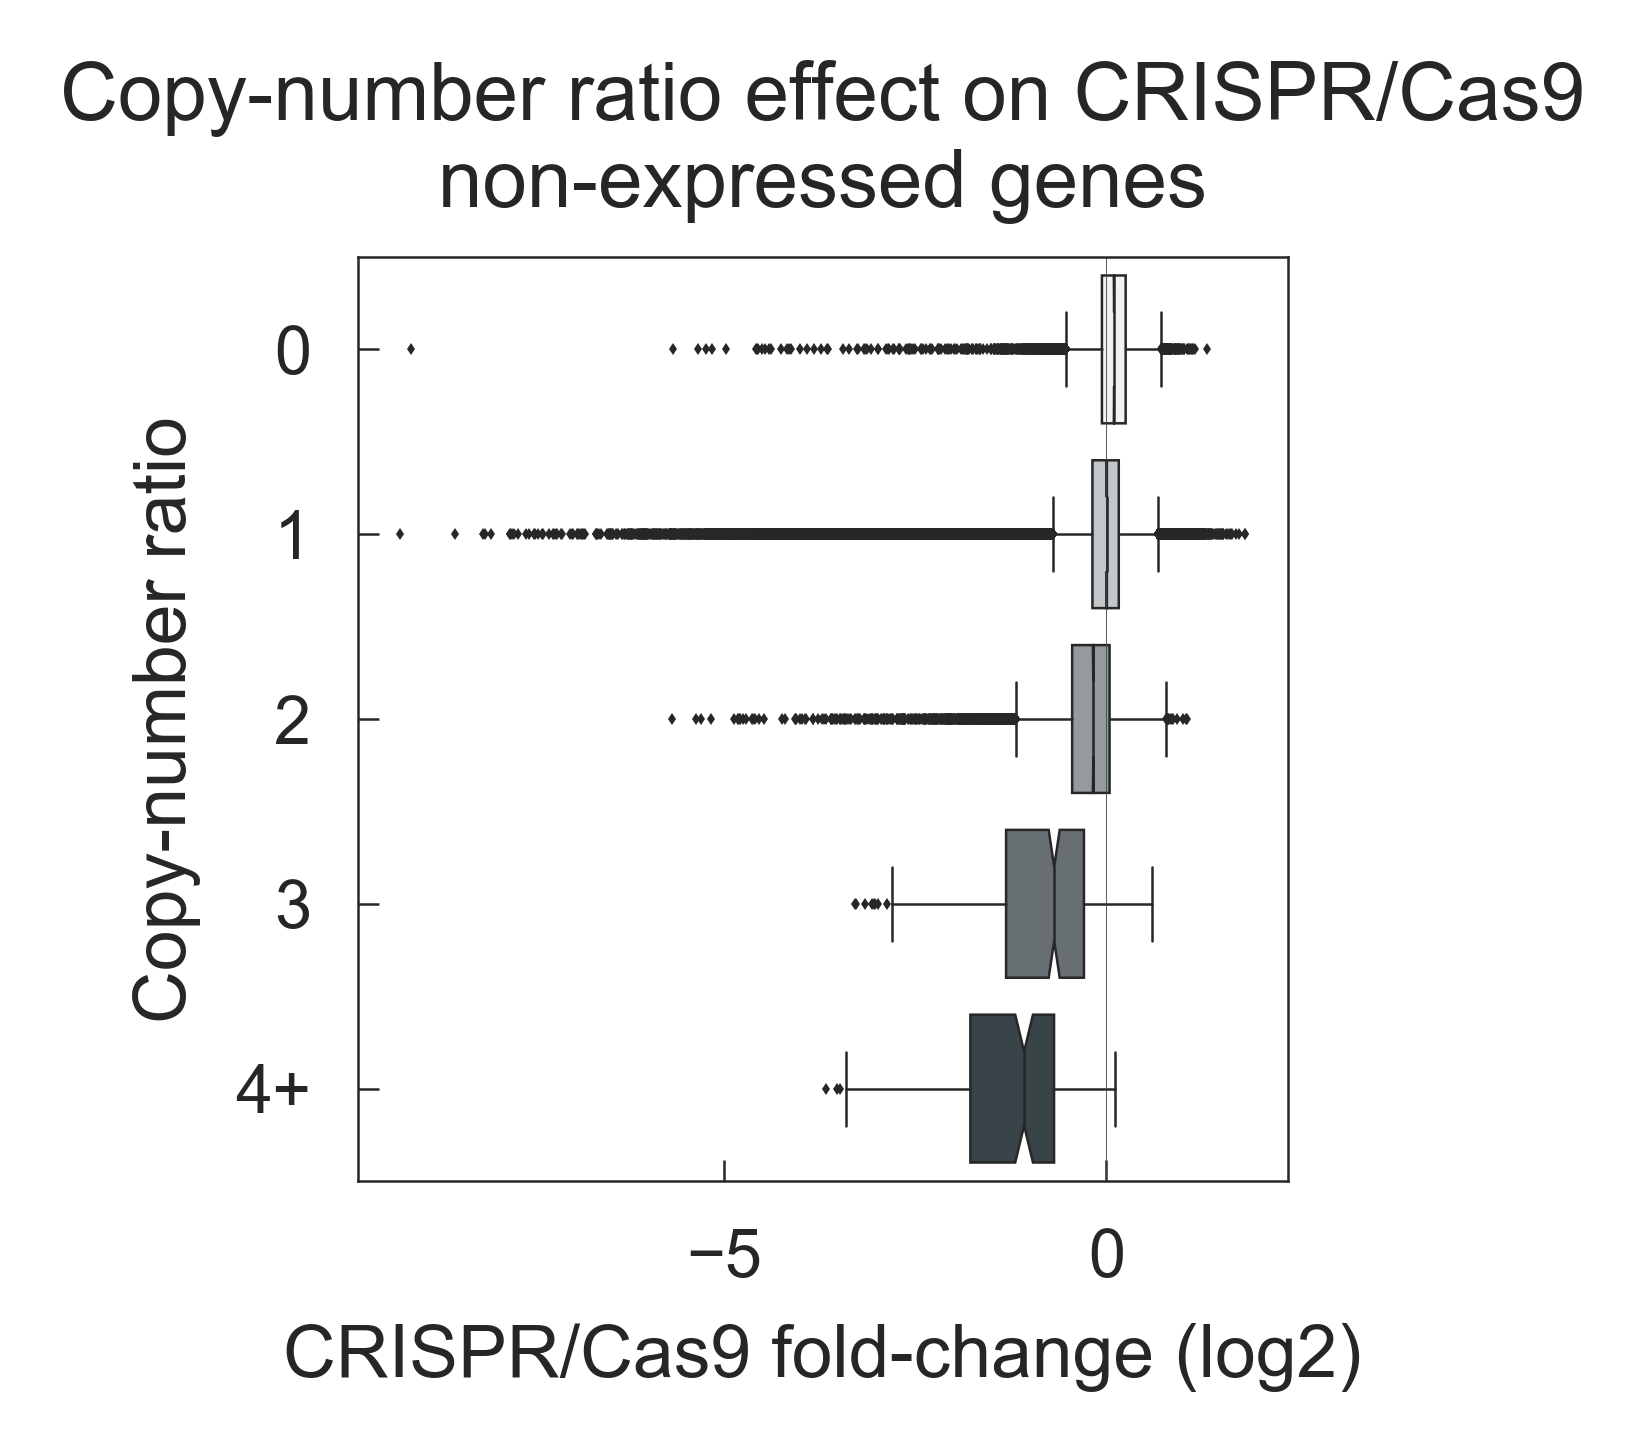 Copy-number ratio effect on CRISPR/Cas9
non-expressed genes
Copy-number ratio
0
1
2
3
4+
−5 0
CRISPR/Cas9 fold-change (log2)